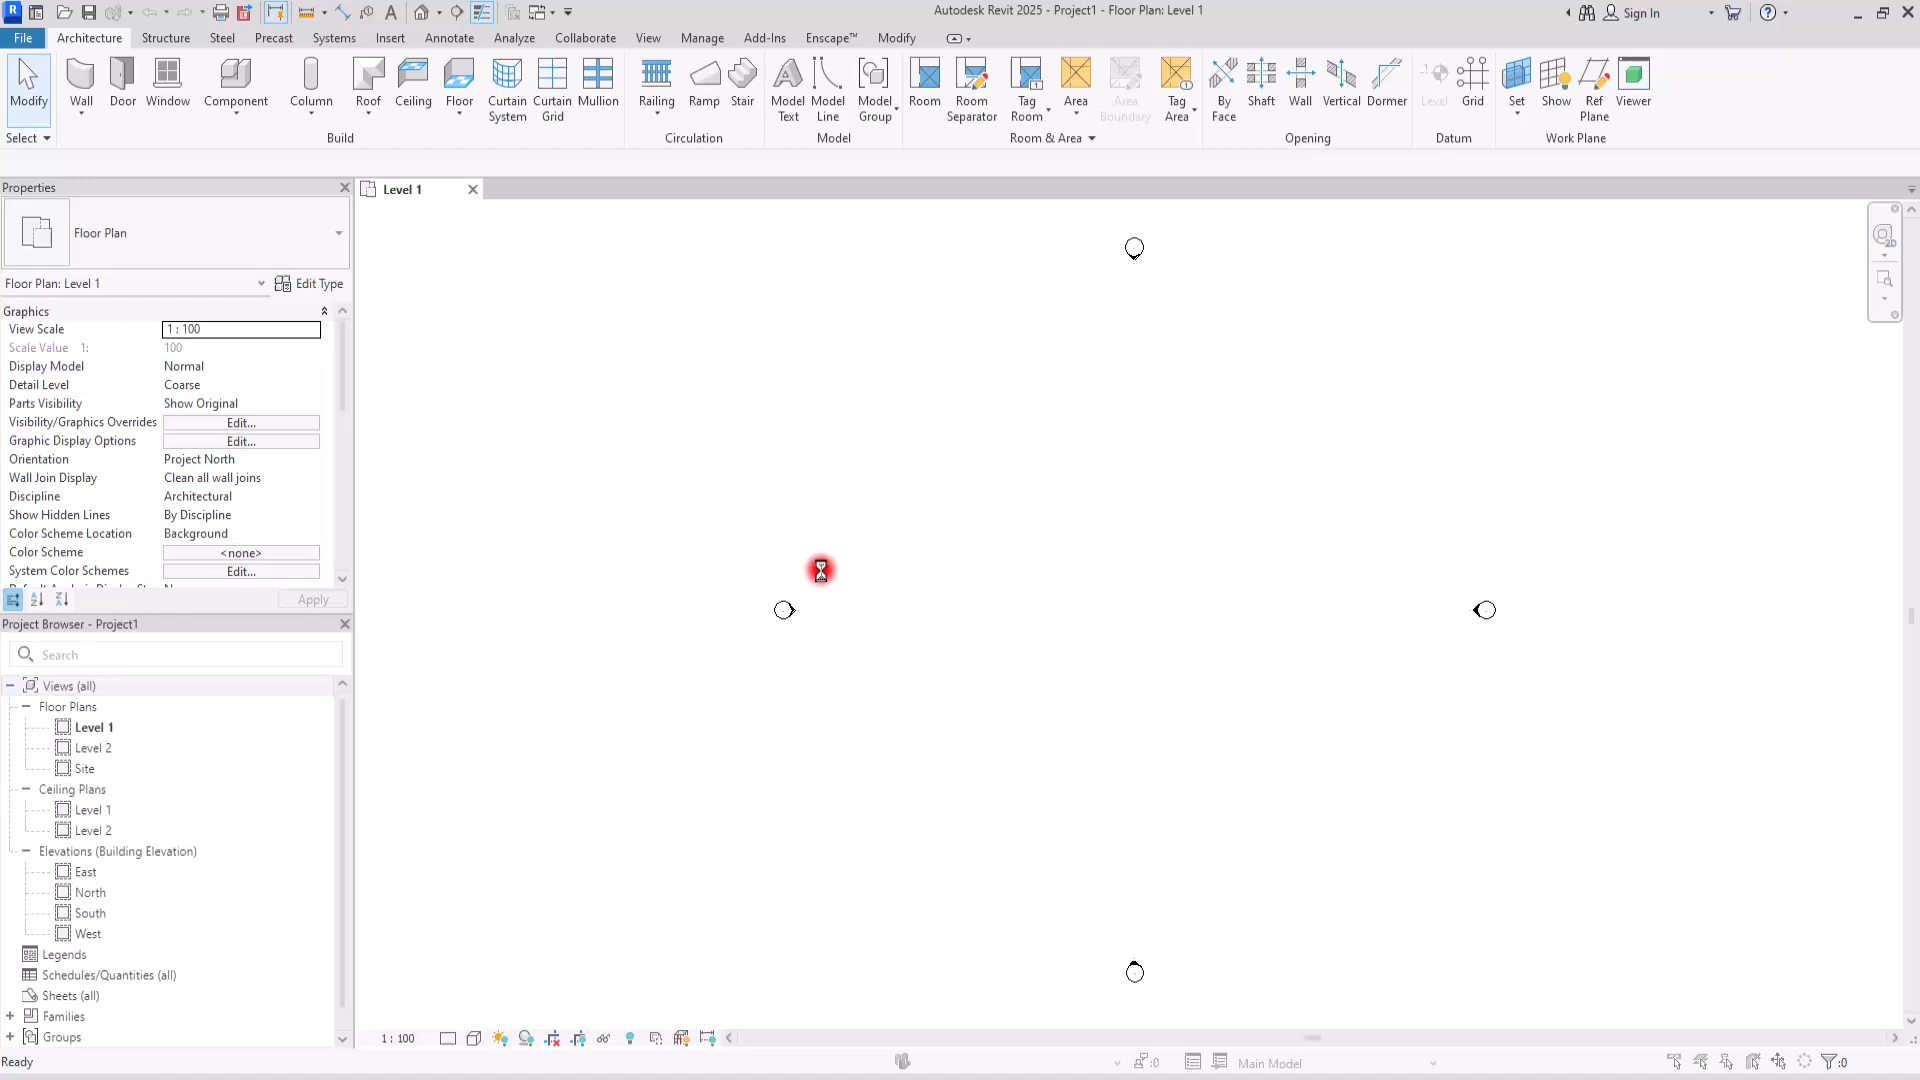 Autodesk Revit 2025 - Project1 - Floor Plan: Level 1
Sign In
File Architecture Structure Steel Precast Systems Insert Annotate Analyze Collaborate View Manage Add-Ins Enscape™ Modify
Modify Wall Door Window Component Column Roof Ceiling Floor Curtain System Curtain Grid Mullion Railing Ramp Stair Model Text Model Line Model Group Room Room Separator Tag Room Area Area Boundary Tag Area By Face Shaft Wall Vertical Dormer Level Grid Set Show Ref Plane Viewer
Select Build Circulation Model Room & Area Opening Datum Work Plane
Properties
Level 1
Floor Plan
Floor Plan: Level 1 Edit Type
Graphics
View Scale 1 : 100
Scale Value 1: 100
Display Model Normal
Detail Level Coarse
Parts Visibility Show Original
Visibility/Graphics Overrides Edit...
Graphic Display Options Edit...
Orientation Project North
Wall Join Display Clean all wall joins
Discipline Architectural
Show Hidden Lines By Discipline
Color Scheme Location Background
Color Scheme <none>
System Color Schemes Edit...
Apply
Project Browser - Project1
Search
Views (all)
Floor Plans
Level 1
Level 2
Site
Ceiling Plans
Level 1
Level 2
Elevations (Building Elevation)
East
North
South
West
Legends
Schedules/Quantities (all)
Sheets (all)
Families
Groups
1 : 100
Ready
:0
Main Model
:0